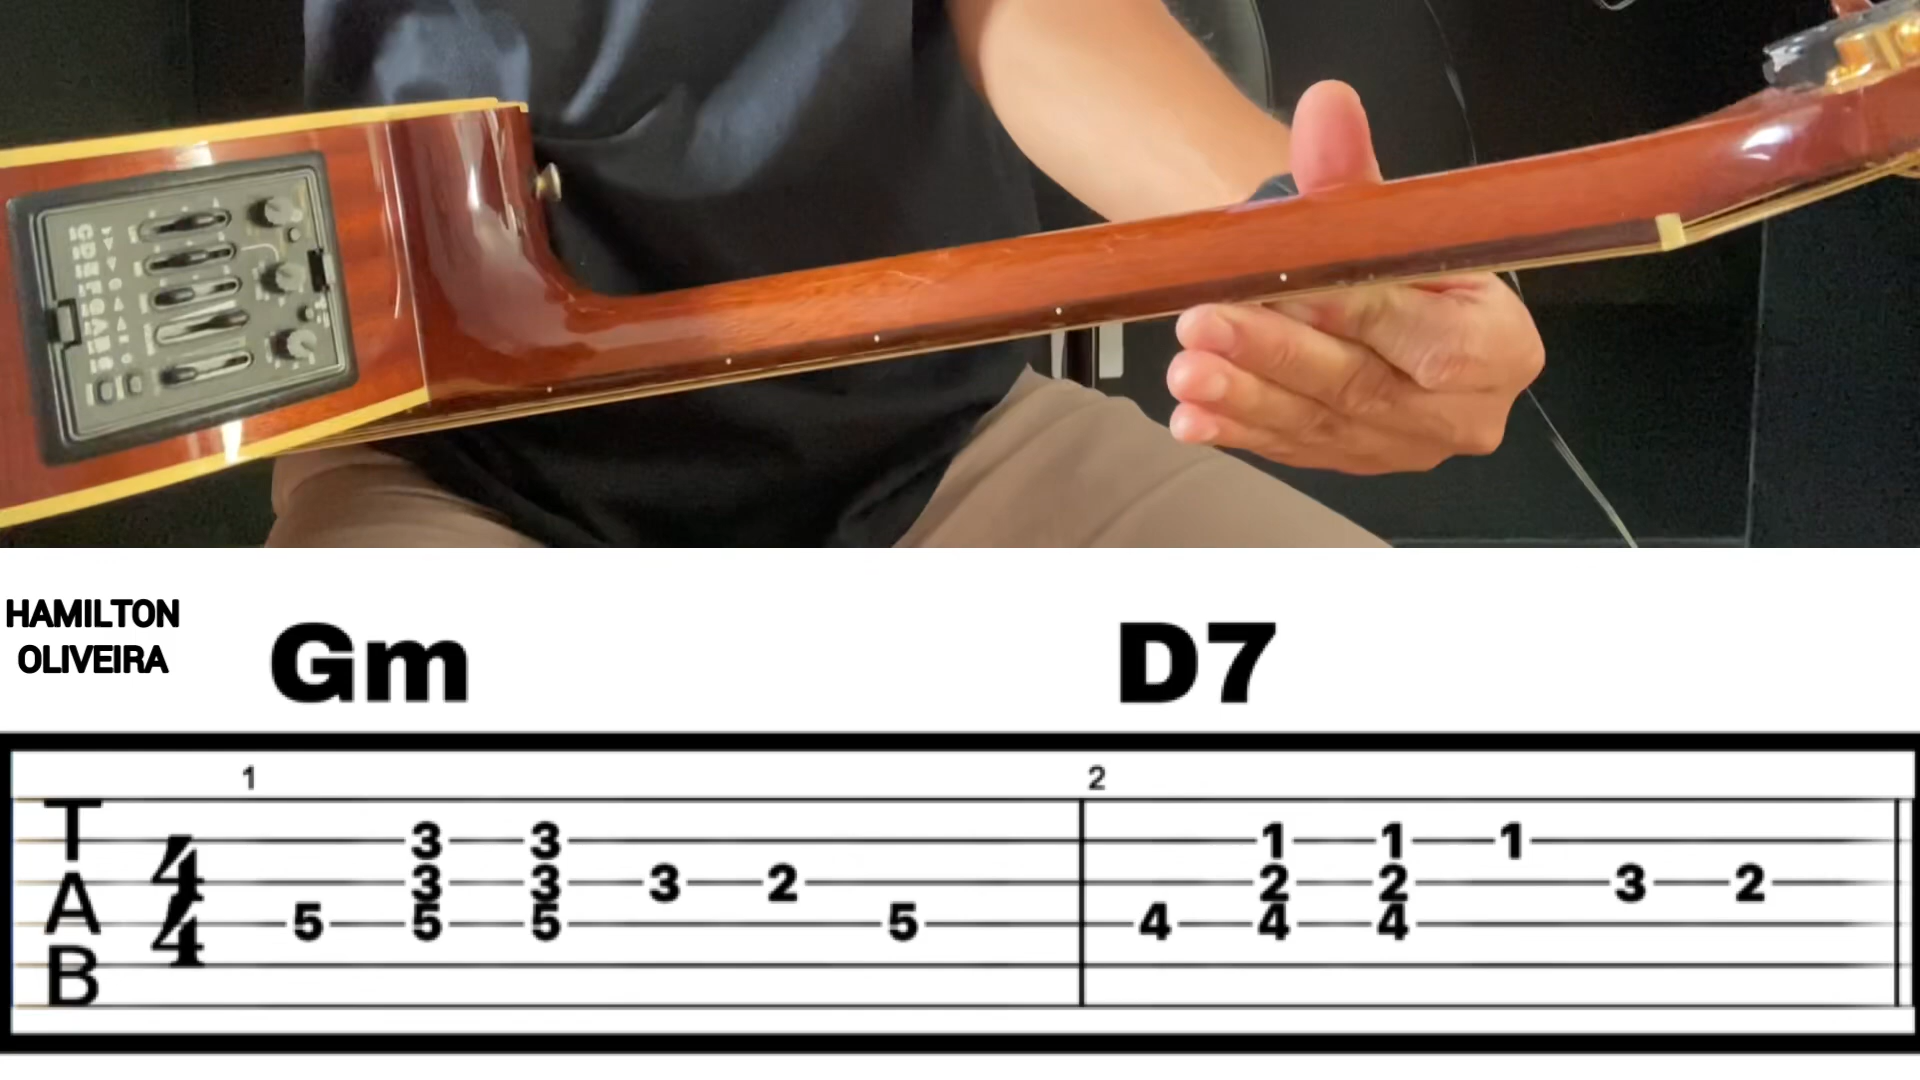 HAMILTON
OLIVEIRA
Gm D7
1 2
T
A
B
4
4
3 3 1 1 1
3 3 3 2 2 2 3 2
5 5 5 5 4 4 4